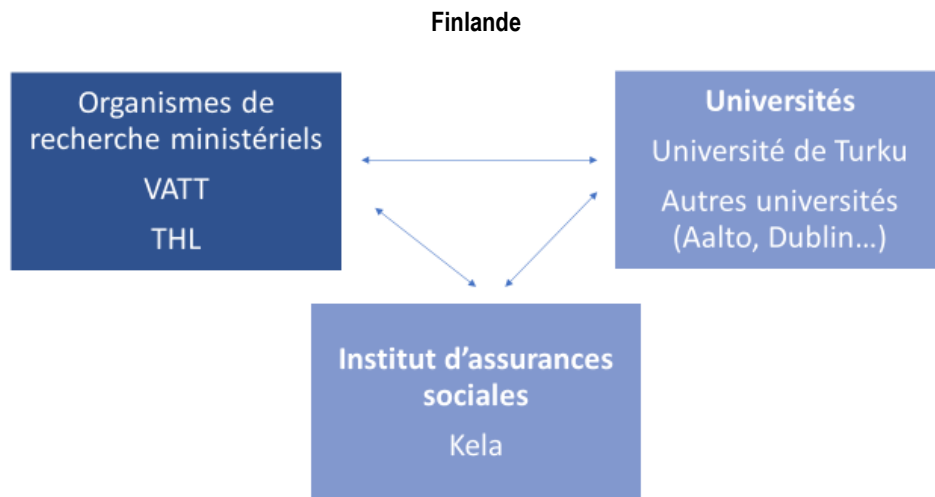 Finlande
Organismes de
recherche ministériels
VATT
THL
Universités
Université de Turku
Autres universités
(Aalto, Dublin…)
Institut d’assurances
sociales
Kela